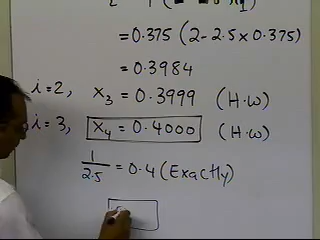 = 0.375 (2-2.5 x 0.375)
= 0.3984
i=2, x3 = 0.3999 (H.W)
i=3, x4 = 0.4000 (H.W)
1/2.5 = 0.4 (Exactly)